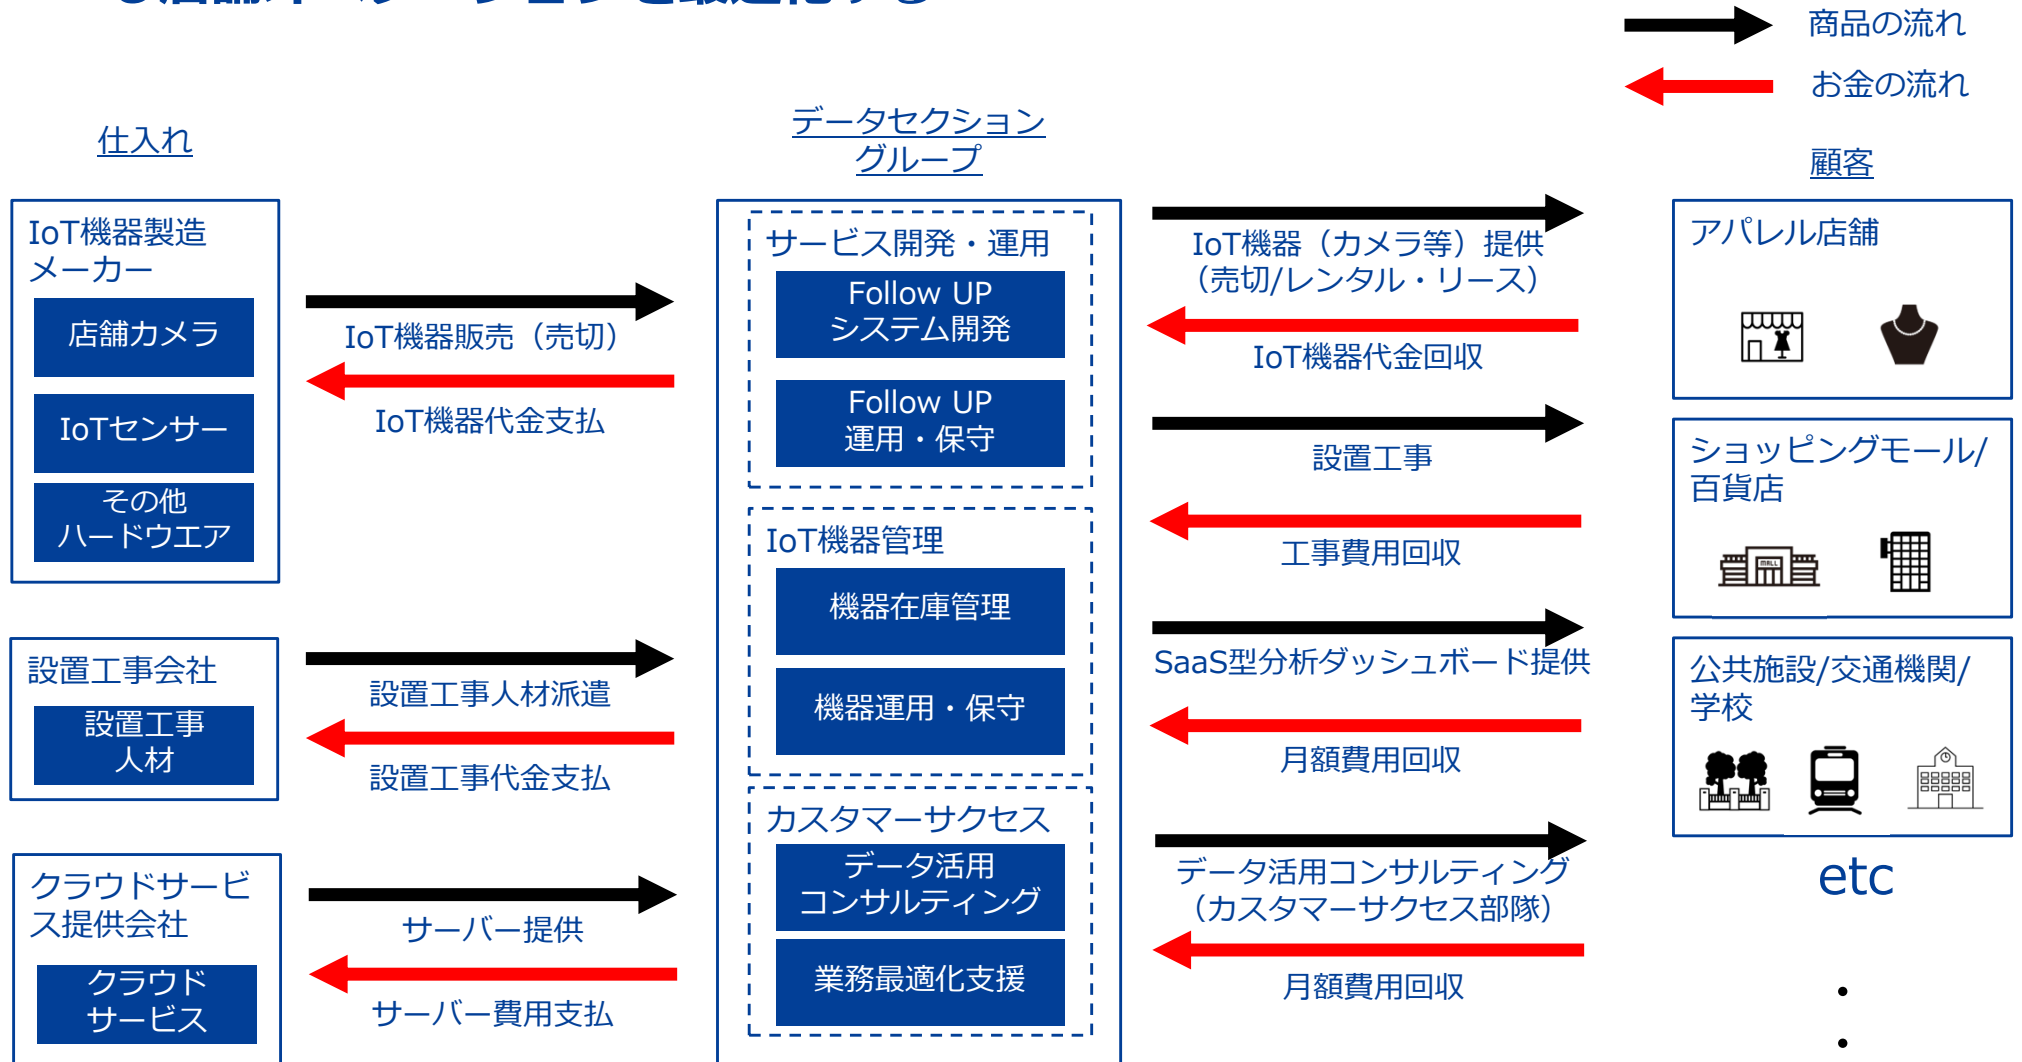 商品の流れ
お金の流れ
仕入れ
データセクション
グループ
顧客
IoT機器製造
メーカー
店舗カメラ
IoTセンサー
その他
ハードウエア
IoT機器販売（売切）
IoT機器代金支払
設置工事会社
設置工事
人材
設置工事人材派遣
設置工事代金支払
クラウドサービ
ス提供会社
クラウド
サービス
サーバー提供
サーバー費用支払
サービス開発・運用
Follow UP
システム開発
Follow UP
運用・保守
IoT機器管理
機器在庫管理
機器運用・保守
カスタマーサクセス
データ活用
コンサルティング
業務最適化支援
IoT機器（カメラ等）提供
（売切/レンタル・リース）
IoT機器代金回収
設置工事
工事費用回収
SaaS型分析ダッシュボード提供
月額費用回収
データ活用コンサルティング
（カスタマーサクセス部隊）
月額費用回収
アパレル店舗
ショッピングモール/
百貨店
MALL
公共施設/交通機関/
学校
etc
・
・